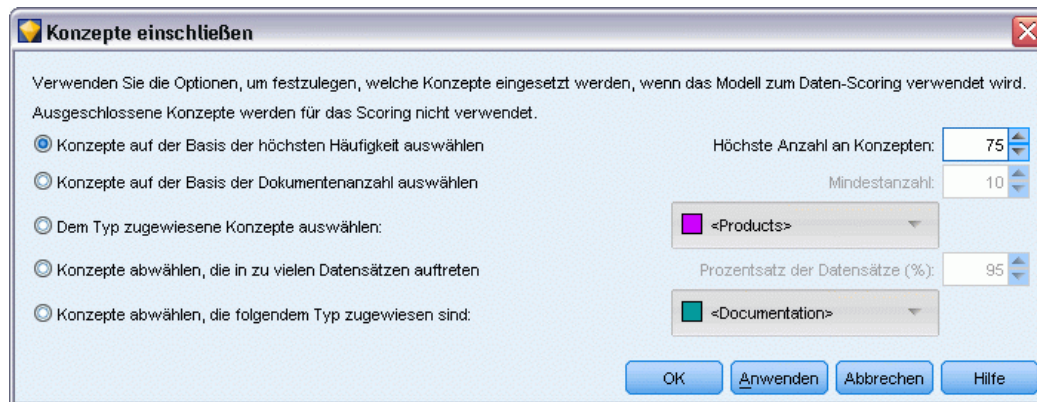 Konzepte einschließen
Verwenden Sie die Optionen, um festzulegen, welche Konzepte eingesetzt werden, wenn das Modell zum Daten-Scoring verwendet wird.
Ausgeschlossene Konzepte werden für das Scoring nicht verwendet.
Konzepte auf der Basis der höchsten Häufigkeit auswählen Höchste Anzahl an Konzepten: 75
Konzepte auf der Basis der Dokumentenanzahl auswählen Mindestanzahl: 10
Dem Typ zugewiesene Konzepte auswählen: <Products>
Konzepte abwählen, die in zu vielen Datensätzen auftreten Prozentsatz der Datensätze (%): 95
Konzepte abwählen, die folgendem Typ zugewiesen sind: <Documentation>
OK Anwenden Abbrechen Hilfe